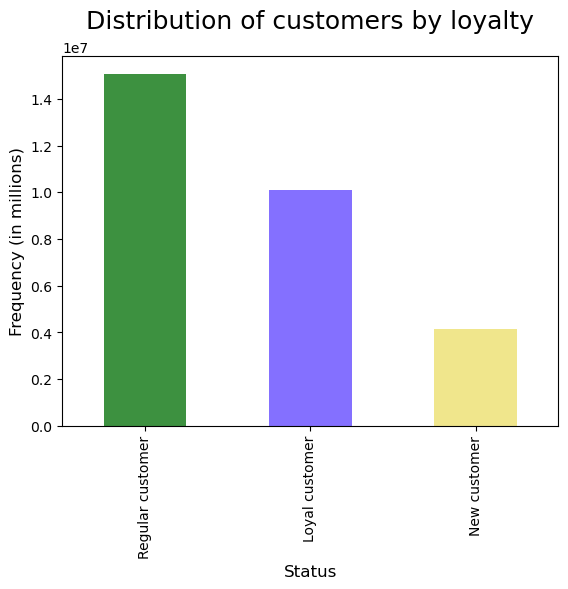 Distribution of customers by loyalty
1e7
Frequency (in millions)
1.4
1.2
1.0
0.8
0.6
0.4
0.2
0.0
Regular customer
Loyal customer
New customer
Status